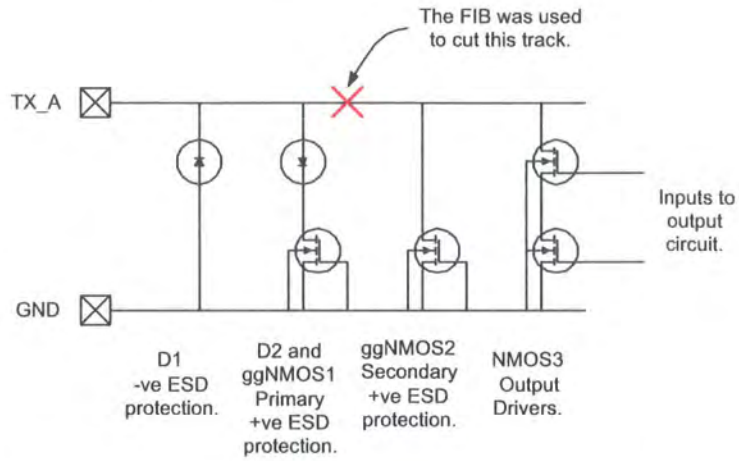 The FIB was used
to cut this track.
TX_A
Inputs to
output
circuit.
GND
D1
-ve ESD
protection.
D2 and
ggNMOS1
Primary
+ve ESD
protection.
ggNMOS2
Secondary
+ve ESD
protection.
NMOS3
Output
Drivers.